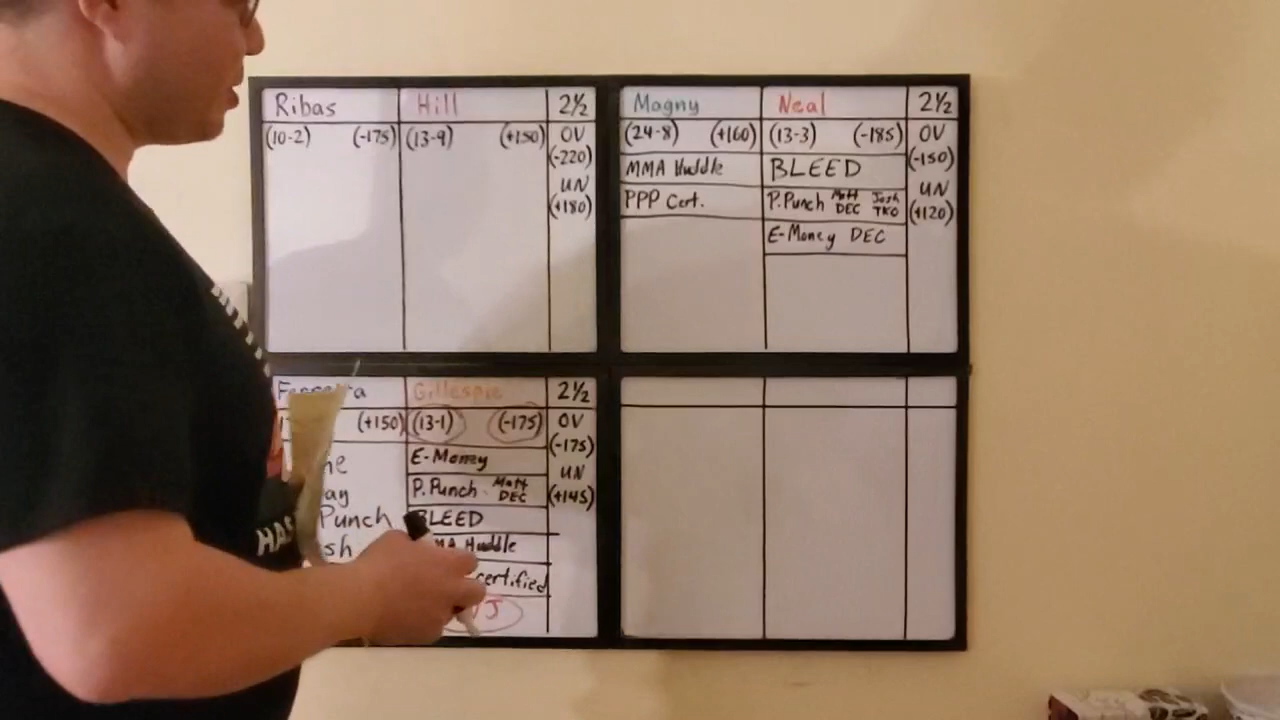 Ribas Hill 2½
(10-2) (-175) (13-9) (+150) OV
(-220)
UN
(+180)
Magny Neal 2½
(24-8) (+160) (13-3) (-185) OV
MMA Huddle BLEED (-150)
PPP Cert. P.Punch Matt DEC Josh TKO UN
(+120)
E-Money DEC
Gillespie 2½
(+150) (13-1) (-175) OV
(-175)
E-Money
UN
P.Punch Matt DEC (+145)
Punch BLEED
Huddle
certified
J
HAS